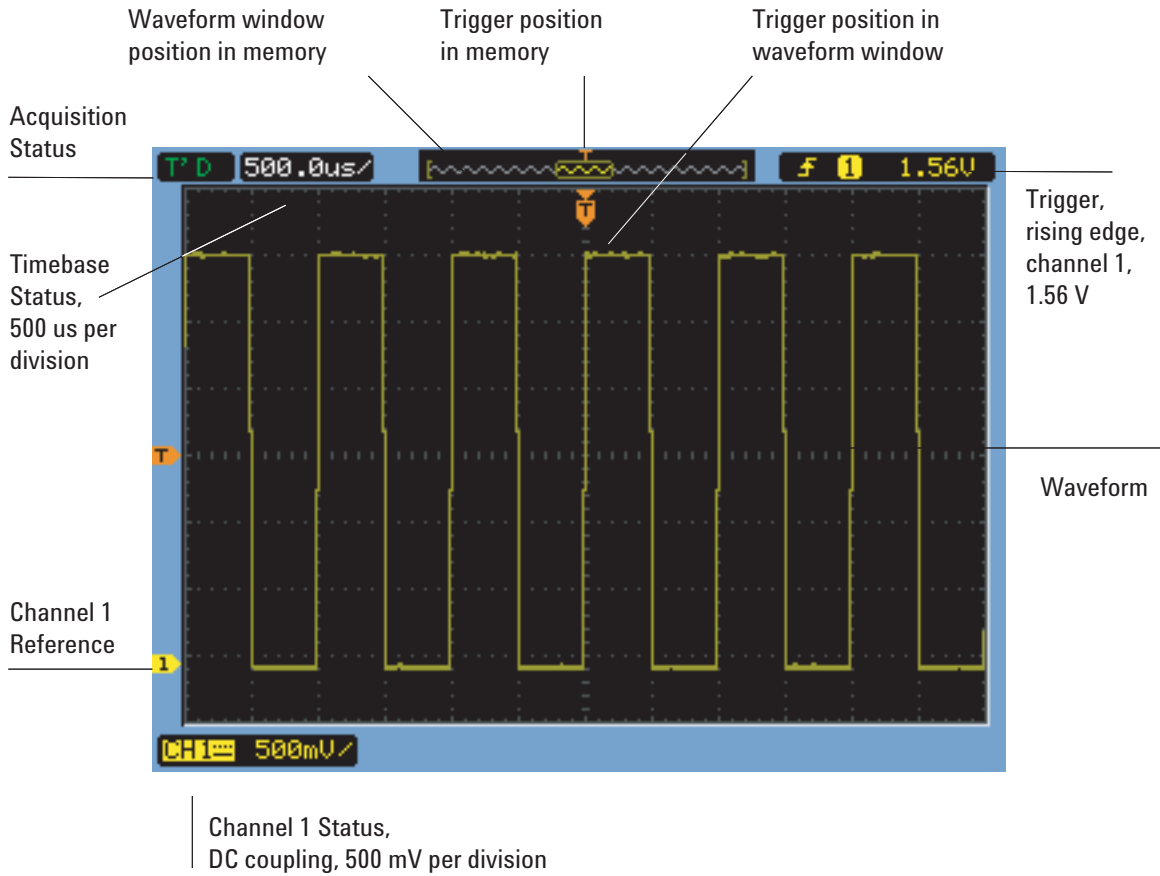 Waveform window
position in memory
Trigger position
in memory
Trigger position in
waveform window
Acquisition
Status
T'D
500.0us/
T
1
1.56V
T
Trigger,
rising edge,
channel 1,
1.56 V
Timebase
Status,
500 us per
division
T
Waveform
Channel 1
Reference
1
CH1 500mV/
Channel 1 Status,
DC coupling, 500 mV per division